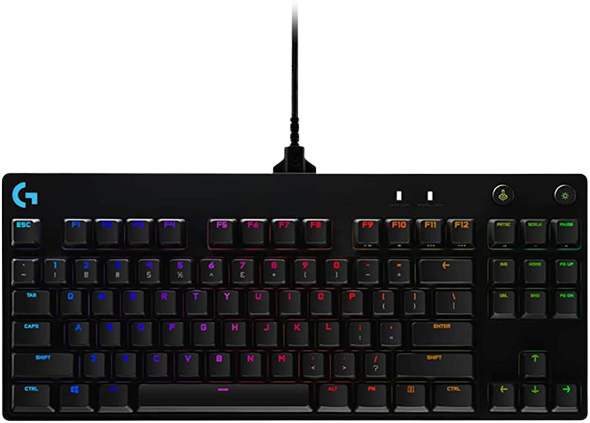 G
ESC F1 F2 F3 F4 F5 F6 F7 F8 F9 F10 F11 F12 PRTSC SCRLK PAUSE
1 2 3 4 5 6 7 8 9 0 - = ← INS HOME PG UP
TAB Q W E R T Y U I O P [ ] \ DEL END PG DN
CAPS A S D F G H J K L ; ' ENTER
SHIFT Z X C V B N M < > ? / SHIFT ↑
CTRL ALT ALT FN CTRL ← ↓ →